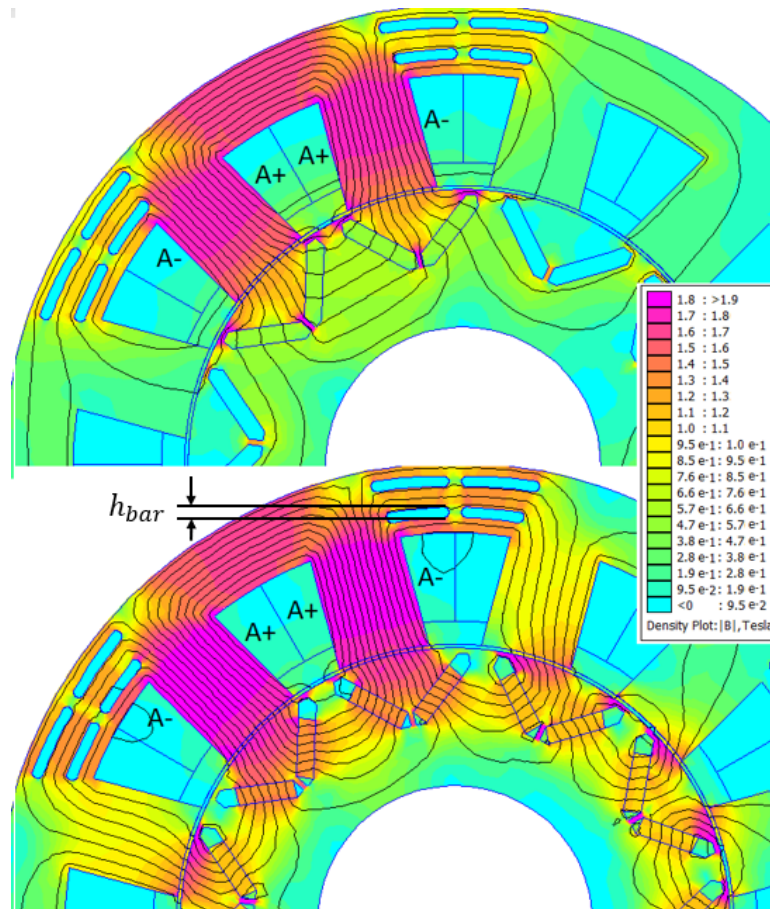 A-
A+
A+
A-
1.8 : >1.9
1.7 : 1.8
1.6 : 1.7
1.5 : 1.6
1.4 : 1.5
1.3 : 1.4
1.2 : 1.3
1.1 : 1.2
1.0 : 1.1
9.5 e-1 : 1.0 e-1
8.5 e-1 : 9.5 e-1
7.6 e-1 : 8.5 e-1
6.6 e-1 : 7.6 e-1
5.7 e-1 : 6.6 e-1
4.7 e-1 : 5.7 e-1
3.8 e-1 : 4.7 e-1
2.8 e-1 : 3.8 e-1
1.9 e-1 : 2.8 e-1
9.5 e-2 : 1.9 e-1
<0 : 9.5 e-2
Density Plot:|B|,Tesla
h_bar
A-
A+
A+
A-